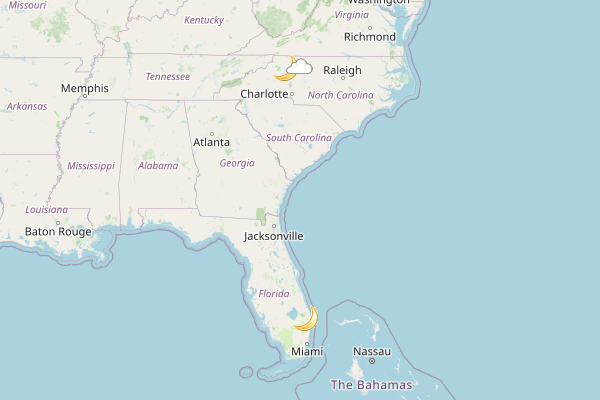 Washington
Missouri
Kentucky
Virginia
Richmond
Tennessee
Raleigh
Memphis
Charlotte
North Carolina
Arkansas
Atlanta
South Carolina
Mississippi
Alabama
Georgia
Louisiana
Baton Rouge
Jacksonville
Florida
Miami
Nassau
The Bahamas